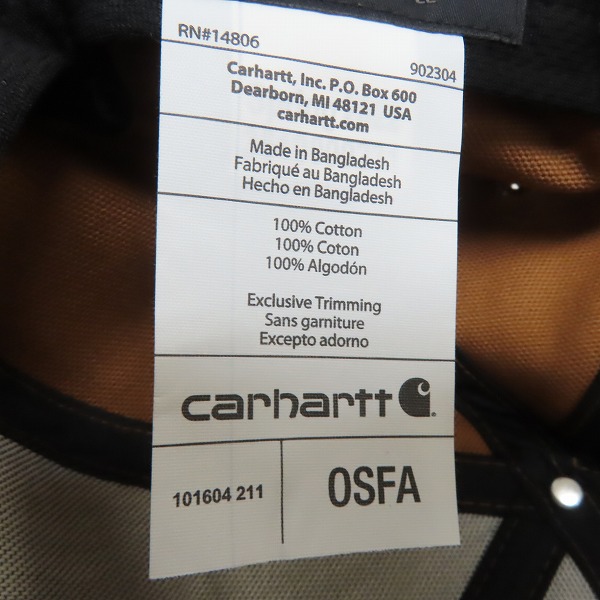 RN#14806
902304
Carhartt, Inc. P.O. Box 600
Dearborn, MI 48121 USA
carhartt.com
Made in Bangladesh
Fabriqué au Bangladesh
Hecho en Bangladesh
100% Cotton
100% Coton
100% Algodón
Exclusive Trimming
Sans garniture
Excepto adorno
carhartt
101604 211
OSFA